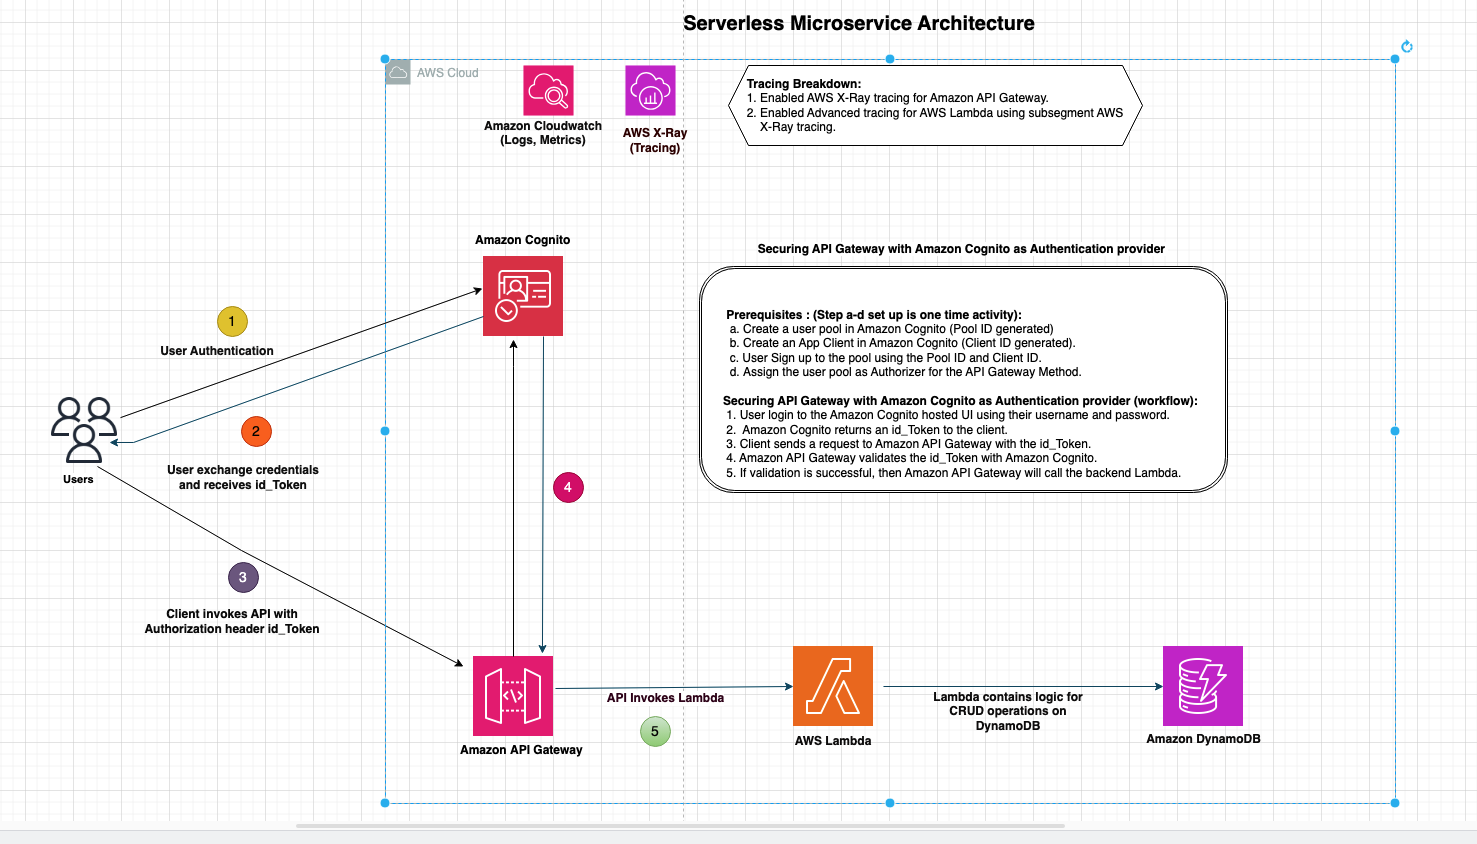 Serverless Microservice Architecture
AWS Cloud
Amazon Cloudwatch
(Logs, Metrics)
AWS X-Ray
(Tracing)
Tracing Breakdown:
1. Enabled AWS X-Ray tracing for Amazon API Gateway.
2. Enabled Advanced tracing for AWS Lambda using subsegment AWS
X-Ray tracing.
Amazon Cognito
Securing API Gateway with Amazon Cognito as Authentication provider
Prerequisites : (Step a-d set up is one time activity):
a. Create a user pool in Amazon Cognito (Pool ID generated)
b. Create an App Client in Amazon Cognito (Client ID generated).
c. User Sign up to the pool using the Pool ID and Client ID.
d. Assign the user pool as Authorizer for the API Gateway Method.
Securing API Gateway with Amazon Cognito as Authentication provider (workflow):
1. User login to the Amazon Cognito hosted UI using their username and password.
2. Amazon Cognito returns an id_Token to the client.
3. Client sends a request to Amazon API Gateway with the id_Token.
4. Amazon API Gateway validates the id_Token with Amazon Cognito.
5. If validation is successful, then Amazon API Gateway will call the backend Lambda.
1
User Authentication
2
User exchange credentials
and receives id_Token
Users
4
3
Client invokes API with
Authorization header id_Token
</>
Amazon API Gateway
API Invokes Lambda
5
AWS Lambda
Lambda contains logic for
CRUD operations on
DynamoDB
Amazon DynamoDB